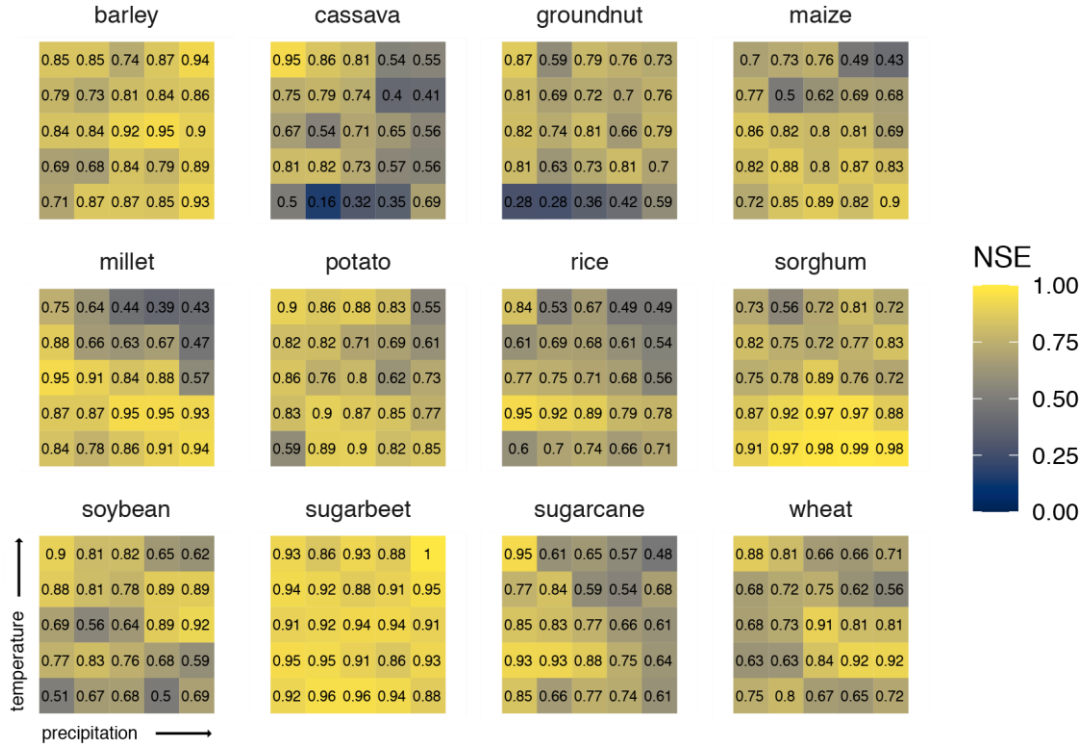 barley cassava groundnut maize
0.85 0.85 0.74 0.87 0.94 0.95 0.86 0.81 0.54 0.55 0.87 0.59 0.79 0.76 0.73 0.7 0.73 0.76 0.49 0.43
0.79 0.73 0.81 0.84 0.86 0.75 0.79 0.74 0.4 0.41 0.81 0.69 0.72 0.7 0.76 0.77 0.5 0.62 0.69 0.68
0.84 0.84 0.92 0.95 0.9 0.67 0.54 0.71 0.65 0.56 0.82 0.74 0.81 0.66 0.79 0.86 0.82 0.8 0.81 0.69
0.69 0.68 0.84 0.79 0.89 0.81 0.82 0.73 0.57 0.56 0.81 0.63 0.73 0.81 0.7 0.82 0.88 0.8 0.87 0.83
0.71 0.87 0.87 0.85 0.93 0.5 0.16 0.32 0.35 0.69 0.28 0.28 0.36 0.42 0.59 0.72 0.85 0.89 0.82 0.9
millet potato rice sorghum
0.75 0.64 0.44 0.39 0.43 0.9 0.86 0.88 0.83 0.55 0.84 0.53 0.67 0.49 0.49 0.73 0.56 0.72 0.81 0.72
0.88 0.66 0.63 0.67 0.47 0.82 0.82 0.71 0.69 0.61 0.61 0.69 0.68 0.61 0.54 0.82 0.75 0.72 0.77 0.83
0.95 0.91 0.84 0.88 0.57 0.86 0.76 0.8 0.62 0.73 0.77 0.75 0.71 0.68 0.56 0.75 0.78 0.89 0.76 0.72
0.87 0.87 0.95 0.95 0.93 0.83 0.9 0.87 0.85 0.77 0.95 0.92 0.89 0.79 0.78 0.87 0.92 0.97 0.97 0.88
0.84 0.78 0.86 0.91 0.94 0.59 0.89 0.9 0.82 0.85 0.6 0.7 0.74 0.66 0.71 0.91 0.97 0.98 0.99 0.98
soybean sugarbeet sugarcane wheat
0.9 0.81 0.82 0.65 0.62 0.93 0.86 0.93 0.88 1 0.95 0.61 0.65 0.57 0.48 0.88 0.81 0.66 0.66 0.71
0.88 0.81 0.78 0.89 0.89 0.94 0.92 0.88 0.91 0.95 0.77 0.84 0.59 0.54 0.68 0.68 0.72 0.75 0.62 0.56
0.69 0.56 0.64 0.89 0.92 0.91 0.92 0.94 0.94 0.91 0.85 0.83 0.77 0.66 0.61 0.68 0.73 0.91 0.81 0.81
0.77 0.83 0.76 0.68 0.59 0.95 0.95 0.91 0.86 0.93 0.93 0.93 0.88 0.75 0.64 0.63 0.63 0.84 0.92 0.92
0.51 0.67 0.68 0.5 0.69 0.92 0.96 0.96 0.94 0.88 0.85 0.66 0.77 0.74 0.61 0.75 0.8 0.67 0.65 0.72
temperature
precipitation
NSE
1.00
0.75
0.50
0.25
0.00